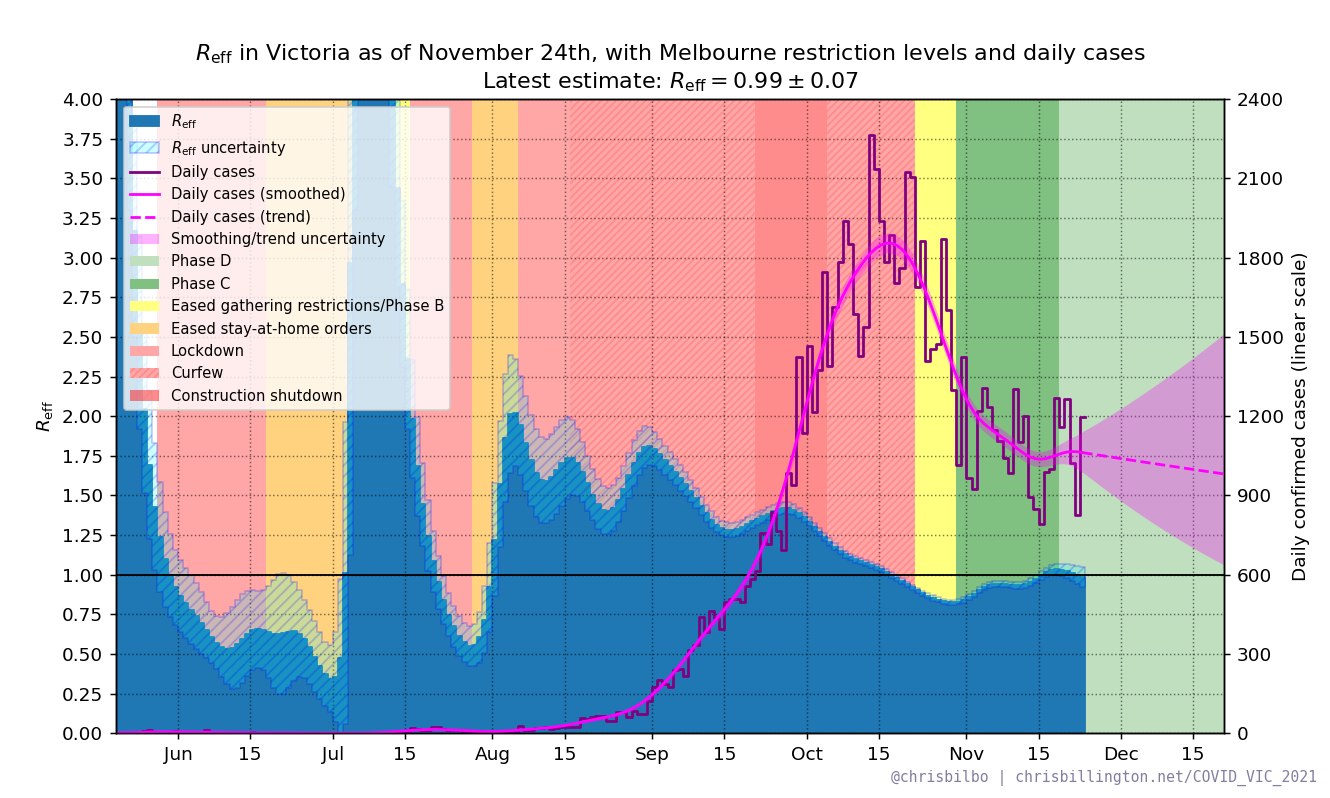 Reff in Victoria as of November 24th, with Melbourne restriction levels and daily cases
Latest estimate: Reff = 0.99 ± 0.07
4.00
3.75
3.50
3.25
3.00
2.75
2.50
2.25
2.00
1.75
1.50
1.25
1.00
0.75
0.50
0.25
0.00
Reff
Reff
Reff uncertainty
Daily cases
Daily cases (smoothed)
Daily cases (trend)
Smoothing/trend uncertainty
Phase D
Phase C
Eased gathering restrictions/Phase B
Eased stay-at-home orders
Lockdown
Curfew
Construction shutdown
2400
2100
1800
1500
1200
900
600
300
0
Daily confirmed cases (linear scale)
Jun 15 Jul 15 Aug 15 Sep 15 Oct 15 Nov 15 Dec 15
@chrisbilbo | chrisbillington.net/COVID_VIC_2021